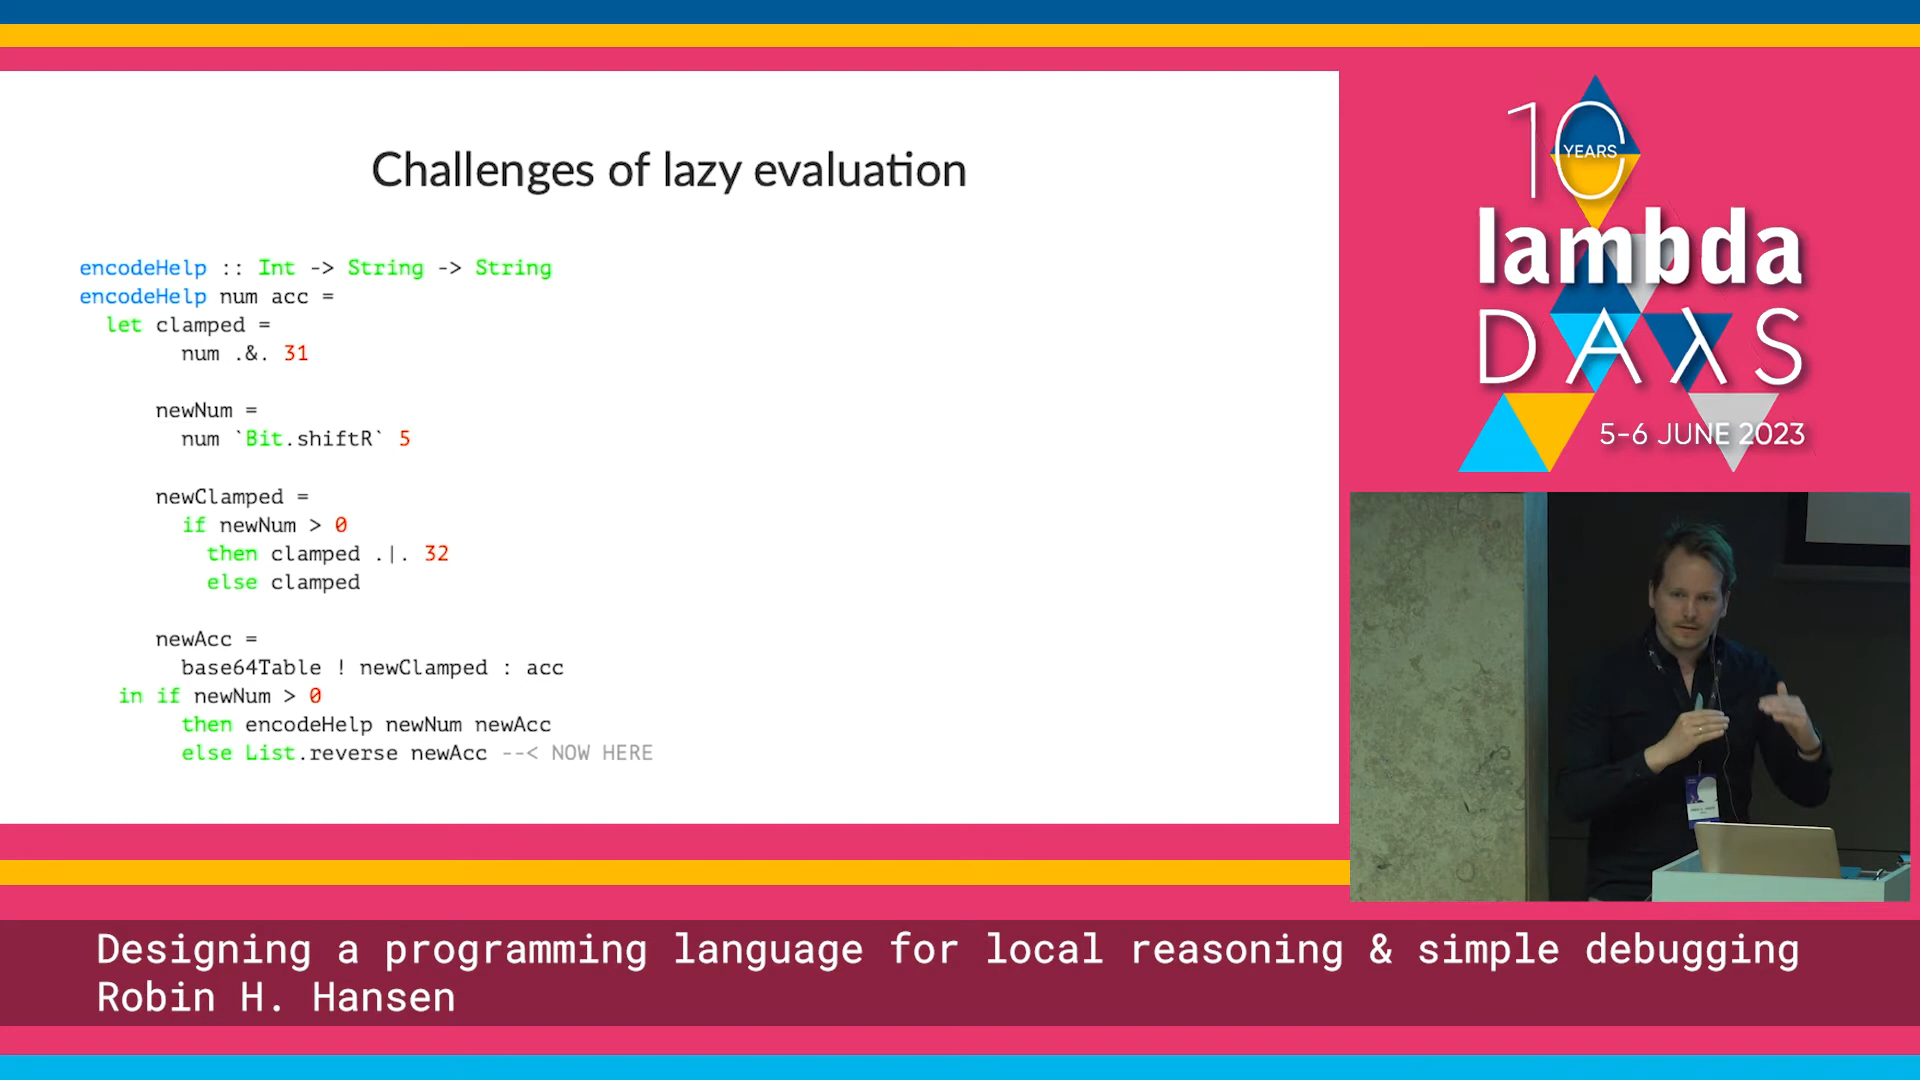 Challenges of lazy evaluation
encodeHelp :: Int -> String -> String
encodeHelp num acc =
let clamped =
num .&. 31
newNum =
num `Bit.shiftR` 5
newClamped =
if newNum > 0
then clamped .|. 32
else clamped
newAcc =
base64Table ! newClamped : acc
in if newNum > 0
then encodeHelp newNum newAcc
else List.reverse newAcc --< NOW HERE
10
YEARS
lambda
DAλS
5-6 JUNE 2023
Designing a programming language for local reasoning & simple debugging
Robin H. Hansen